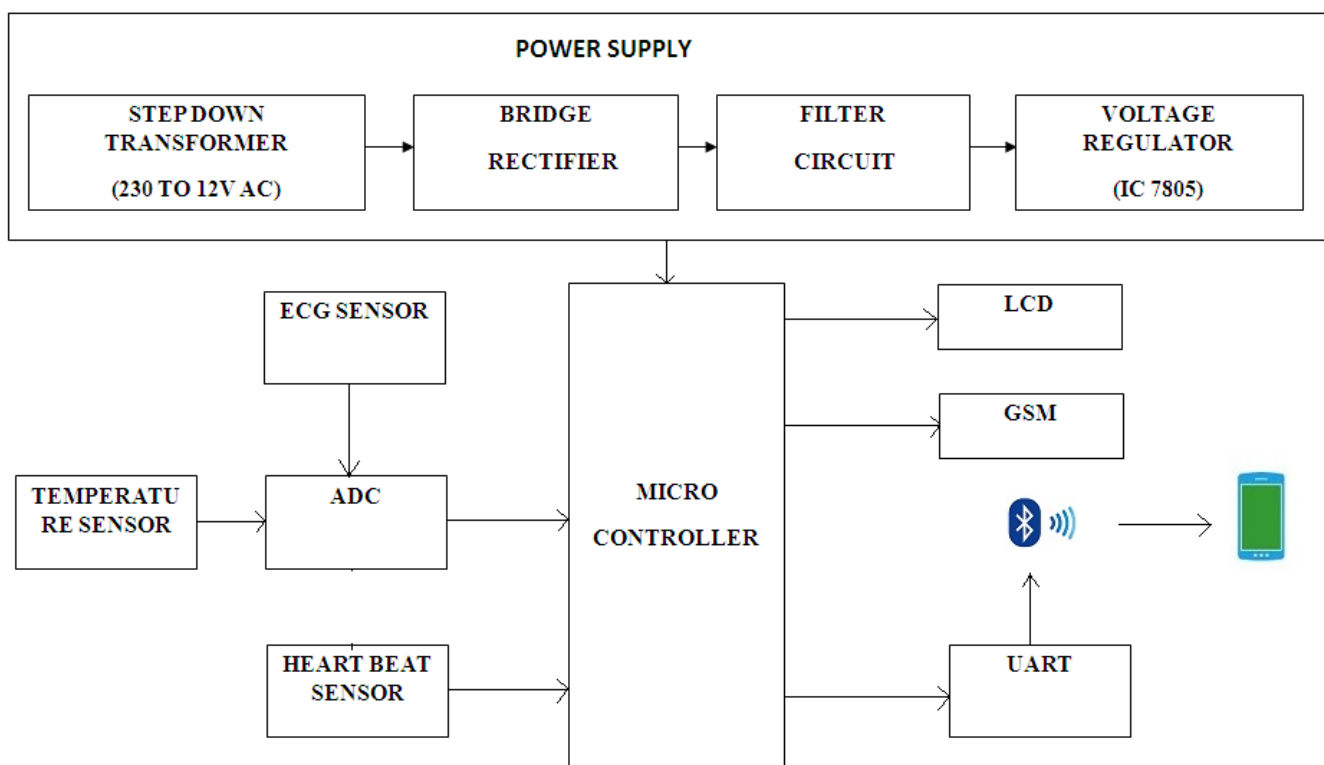 POWER SUPPLY
STEP DOWN
TRANSFORMER
(230 TO 12V AC)
BRIDGE
RECTIFIER
FILTER
CIRCUIT
VOLTAGE
REGULATOR
(IC 7805)
ECG SENSOR
LCD
GSM
TEMPERATU
RE SENSOR
ADC
MICRO
CONTROLLER
HEART BEAT
SENSOR
UART